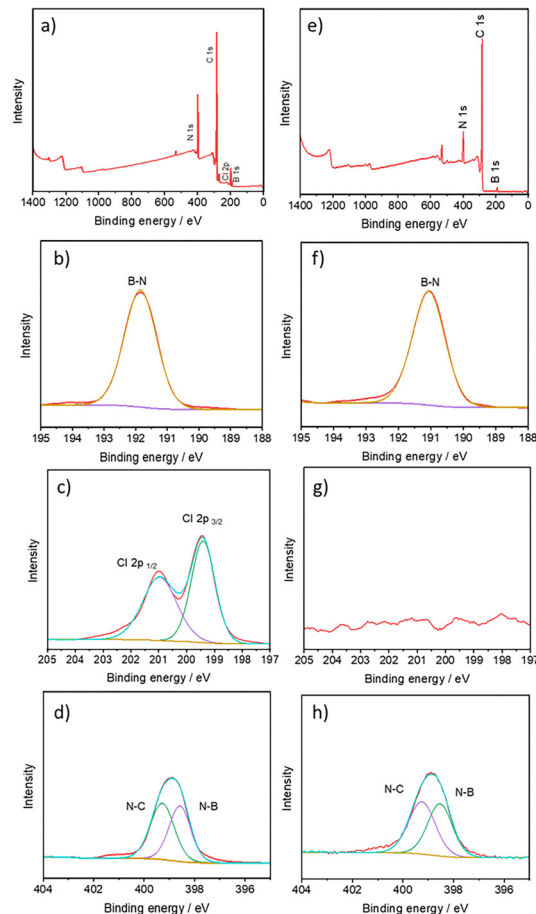 a)
C 1s
N 1s
Cl 2p
B 1s
Intensity
1400 1200 1000 800 600 400 200 0
Binding energy / eV
e)
C 1s
N 1s
B 1s
Intensity
1400 1200 1000 800 600 400 200 0
Binding energy / eV
b)
B-N
Intensity
195 194 193 192 191 190 189 188
Binding energy / eV
f)
B-N
Intensity
195 194 193 192 191 190 189 188
Binding energy / eV
c)
Cl 2p 3/2
Cl 2p 1/2
Intensity
205 204 203 202 201 200 199 198 197
Binding energy / eV
g)
Intensity
205 204 203 202 201 200 199 198 197
Binding energy / eV
d)
N-C
N-B
Intensity
404 402 400 398 396
Binding energy / eV
h)
N-C
N-B
Intensity
404 402 400 398 396
Binding energy / eV